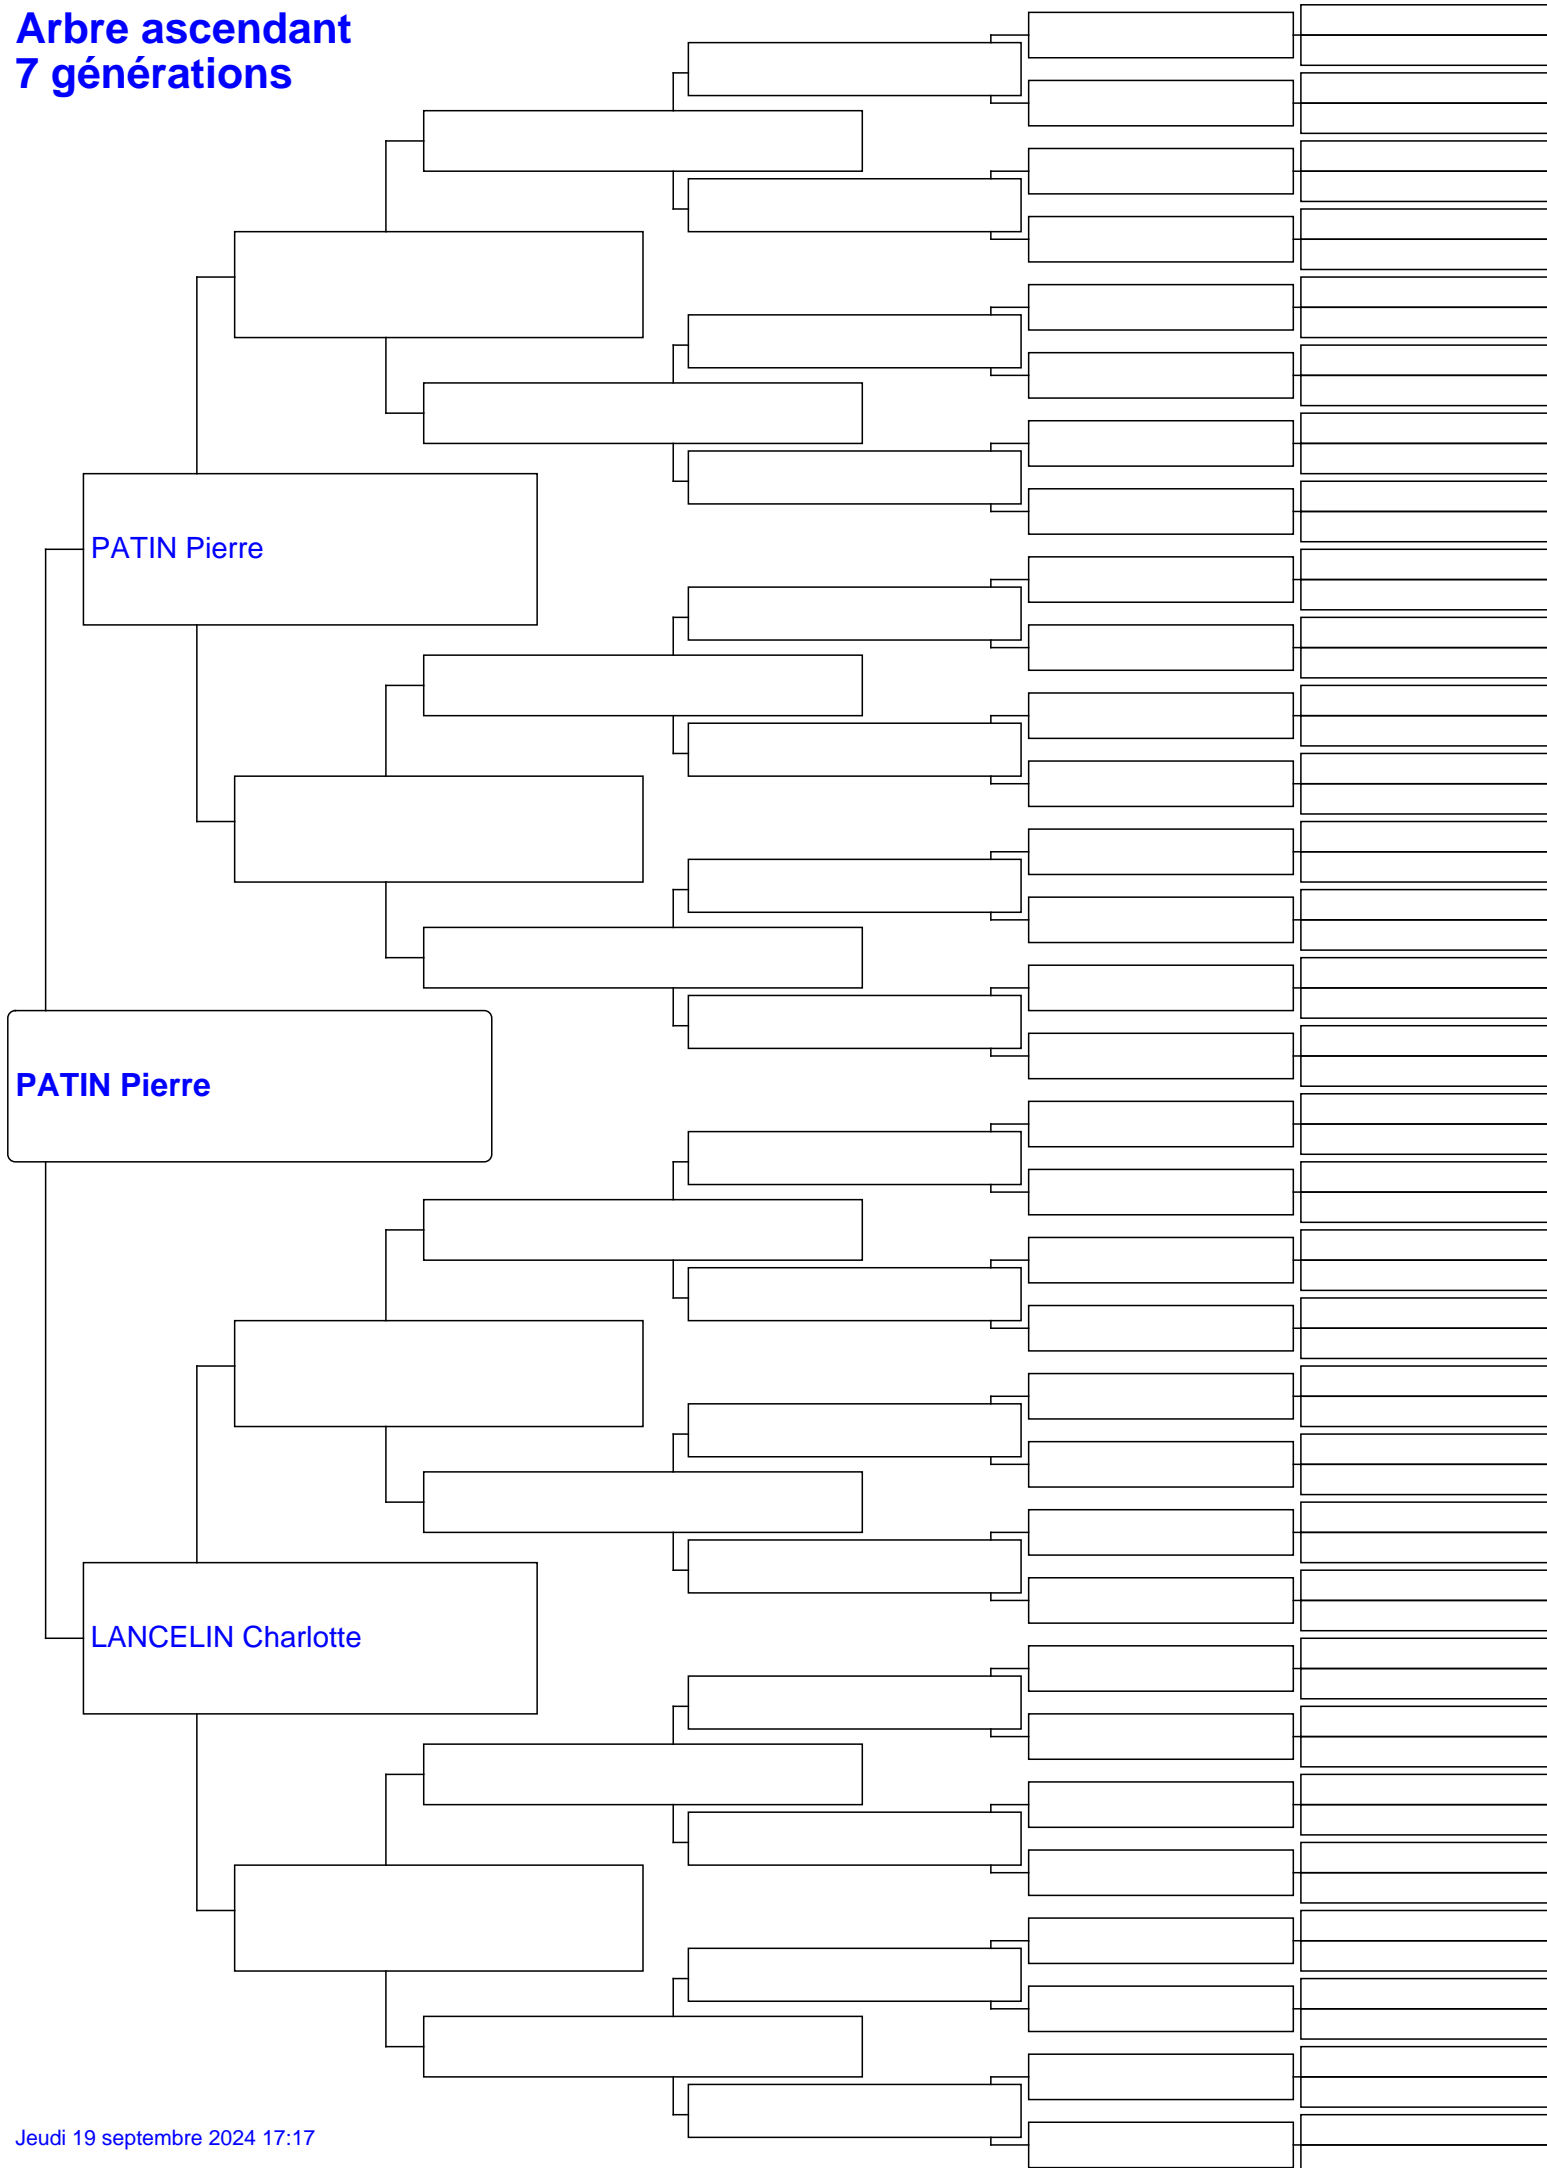 Arbre ascendant
7 générations
PATIN Pierre
PATIN Pierre
LANCELIN Charlotte
Jeudi 19 septembre 2024 17:17